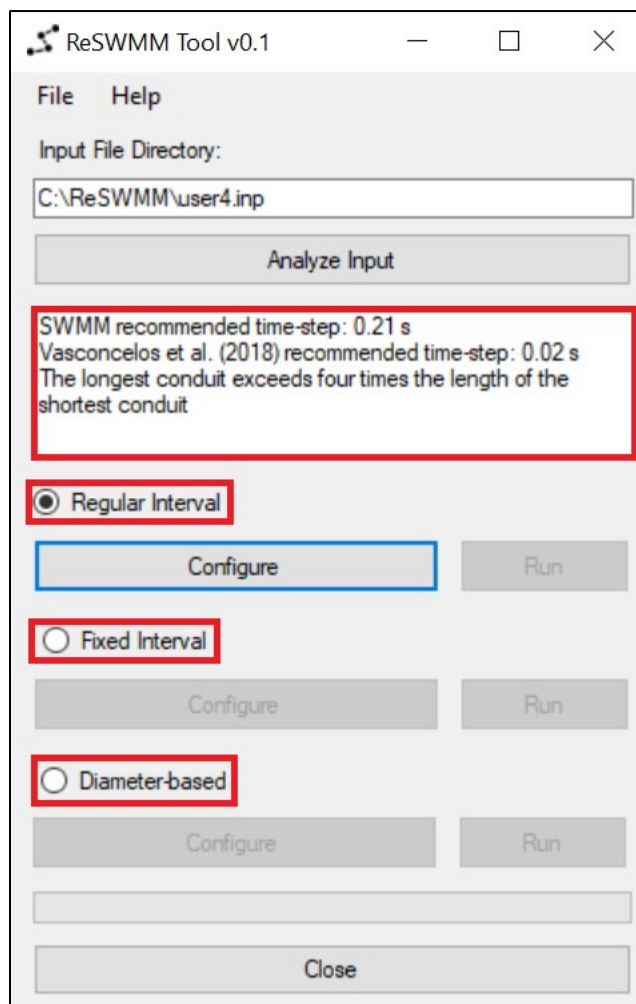 ReSWMM Tool v0.1
File Help
Input File Directory:
C:\ReSWMM\user4.inp
Analyze Input
SWMM recommended time-step: 0.21 s
Vasconcelos et al. (2018) recommended time-step: 0.02 s
The longest conduit exceeds four times the length of the
shortest conduit
Regular Interval
Configure Run
Fixed Interval
Configure Run
Diameter-based
Configure Run
Close